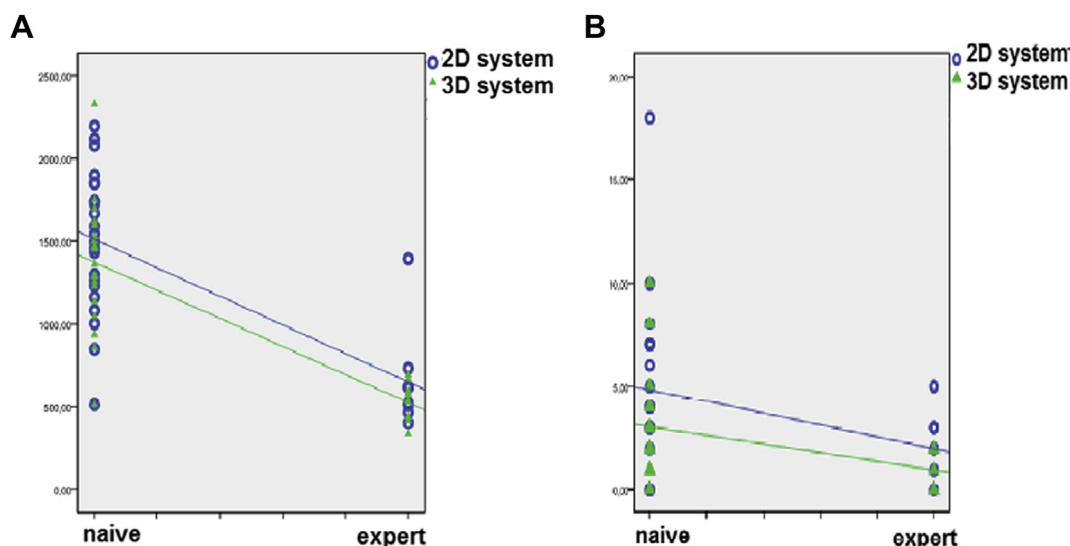 A
2D system
3D system
2500,00
2000,00
1500,00
1000,00
500,00
0,00
naive
expert
B
2D system
3D system
20,00
15,00
10,00
5,00
0,00
naive
expert